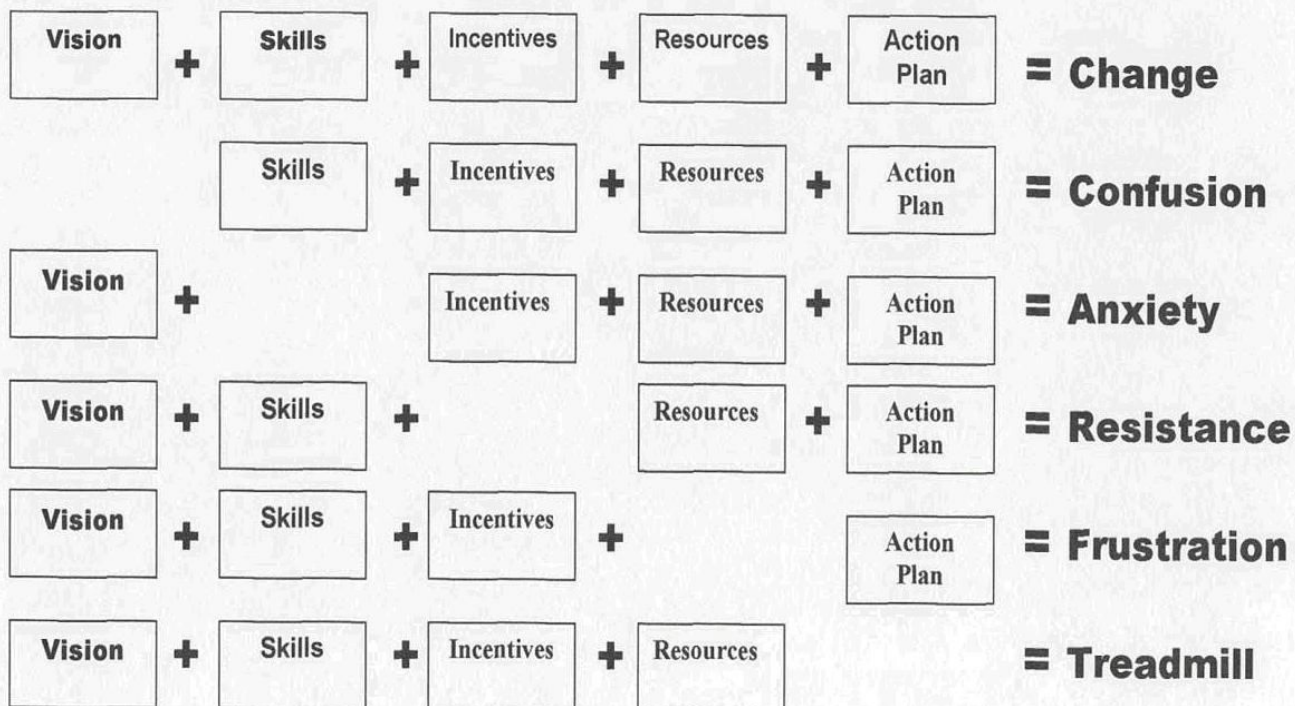 Vision + Skills + Incentives + Resources + Action Plan = Change
Skills + Incentives + Resources + Action Plan = Confusion
Vision + Incentives + Resources + Action Plan = Anxiety
Vision + Skills + Resources + Action Plan = Resistance
Vision + Skills + Incentives + Action Plan = Frustration
Vision + Skills + Incentives + Resources = Treadmill